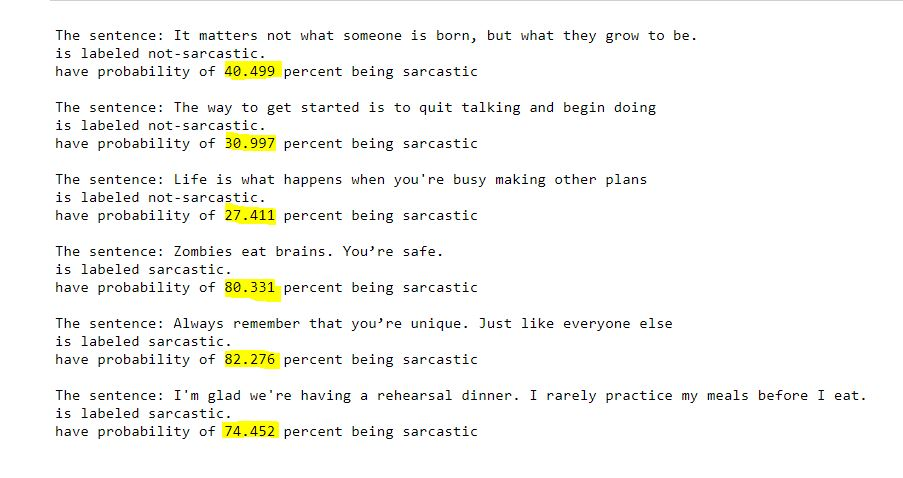 The sentence: It matters not what someone is born, but what they grow to be.
is labeled not-sarcastic.
have probability of 40.499 percent being sarcastic
The sentence: The way to get started is to quit talking and begin doing
is labeled not-sarcastic.
have probability of 30.997 percent being sarcastic
The sentence: Life is what happens when you're busy making other plans
is labeled not-sarcastic.
have probability of 27.411 percent being sarcastic
The sentence: Zombies eat brains. You’re safe.
is labeled sarcastic.
have probability of 80.331 percent being sarcastic
The sentence: Always remember that you’re unique. Just like everyone else
is labeled sarcastic.
have probability of 82.276 percent being sarcastic
The sentence: I'm glad we're having a rehearsal dinner. I rarely practice my meals before I eat.
is labeled sarcastic.
have probability of 74.452 percent being sarcastic